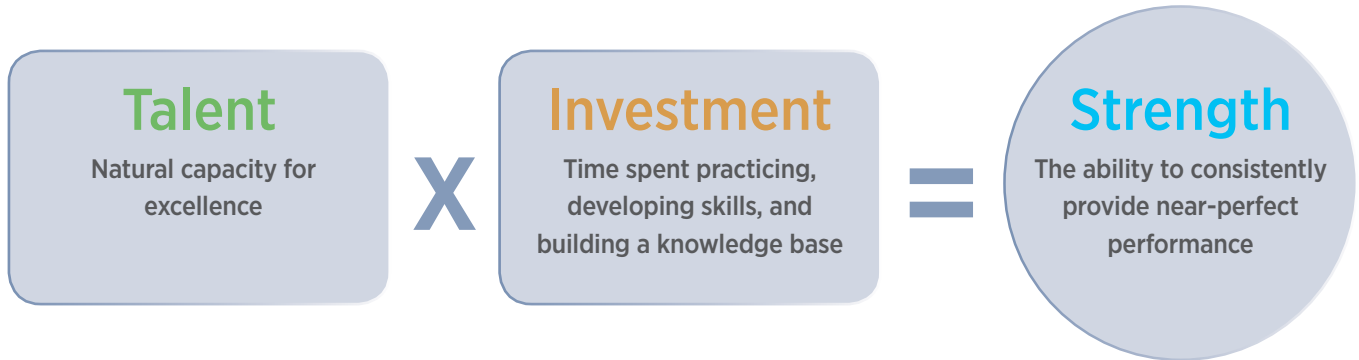 Talent
Natural capacity for
excellence
X
Investment
Time spent practicing,
developing skills, and
building a knowledge base
=
Strength
The ability to consistently
provide near-perfect
performance